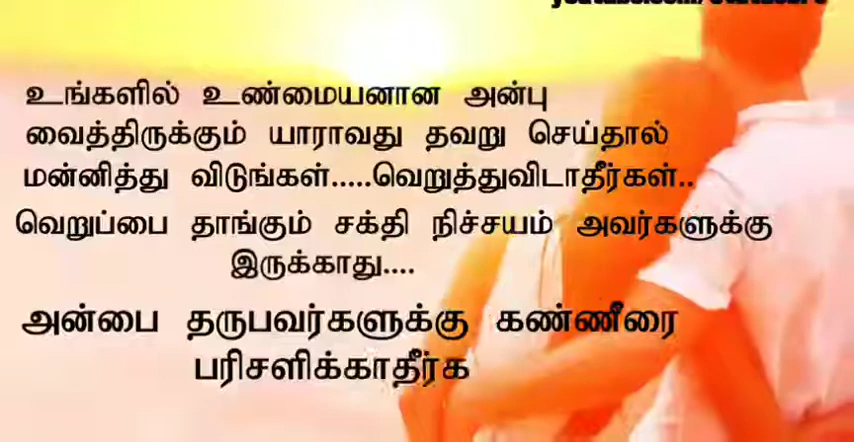 உங்களில் உண்மையனான அன்பு
வைத்திருக்கும் யாராவது தவறு செய்தால்
மன்னித்து விடுங்கள்.....வெறுத்துவிடாதீர்கள்..
வெறுப்பை தாங்கும் சக்தி நிச்சயம் அவர்களுக்கு
இருக்காது....
அன்பை தருபவர்களுக்கு கண்ணீரை
பரிசளிக்காதீர்க